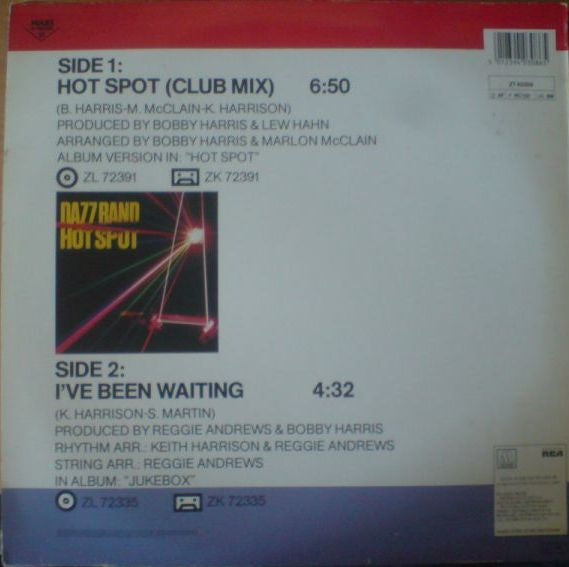 MAXI
SIDE 1:
HOT SPOT (CLUB MIX) 6:50
(B. HARRIS-M. McCLAIN-K. HARRISON)
PRODUCED BY BOBBY HARRIS & LEW HAHN
ARRANGED BY BOBBY HARRIS & MARLON McCLAIN
ALBUM VERSION IN: "HOT SPOT"
ZL 72391 ZK 72391
DAZZ BAND
HOT SPOT
SIDE 2:
I'VE BEEN WAITING 4:32
(K. HARRISON-S. MARTIN)
PRODUCED BY REGGIE ANDREWS & BOBBY HARRIS
RHYTHM ARR.: KEITH HARRISON & REGGIE ANDREWS
STRING ARR.: REGGIE ANDREWS
IN ALBUM: "JUKEBOX"
ZL 72335 ZK 72335
RCA